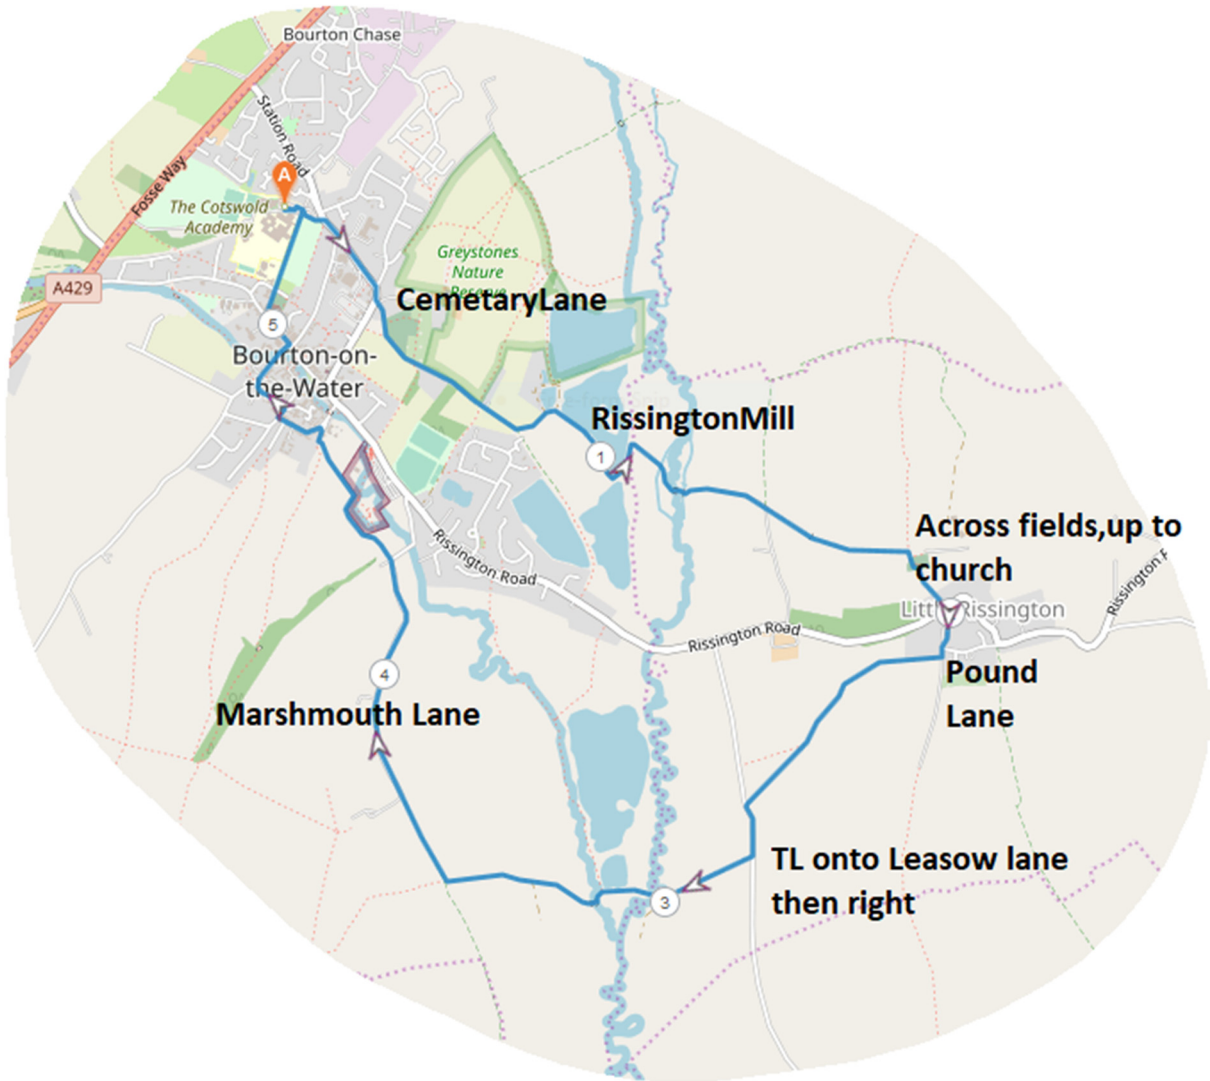 Bourton Chase
Station Road
Fosse Way
A
The Cotswold
Academy
Greystones
Nature
Reserve
A429
CemetaryLane
5
Bourton-on-
the-Water
RissingtonMill
1
Across fields,up to
church
Rissington Road
Little Rissington
Rissington R
Rissington Road
Pound
Lane
4
Marshmouth Lane
TL onto Leasow lane
then right
3